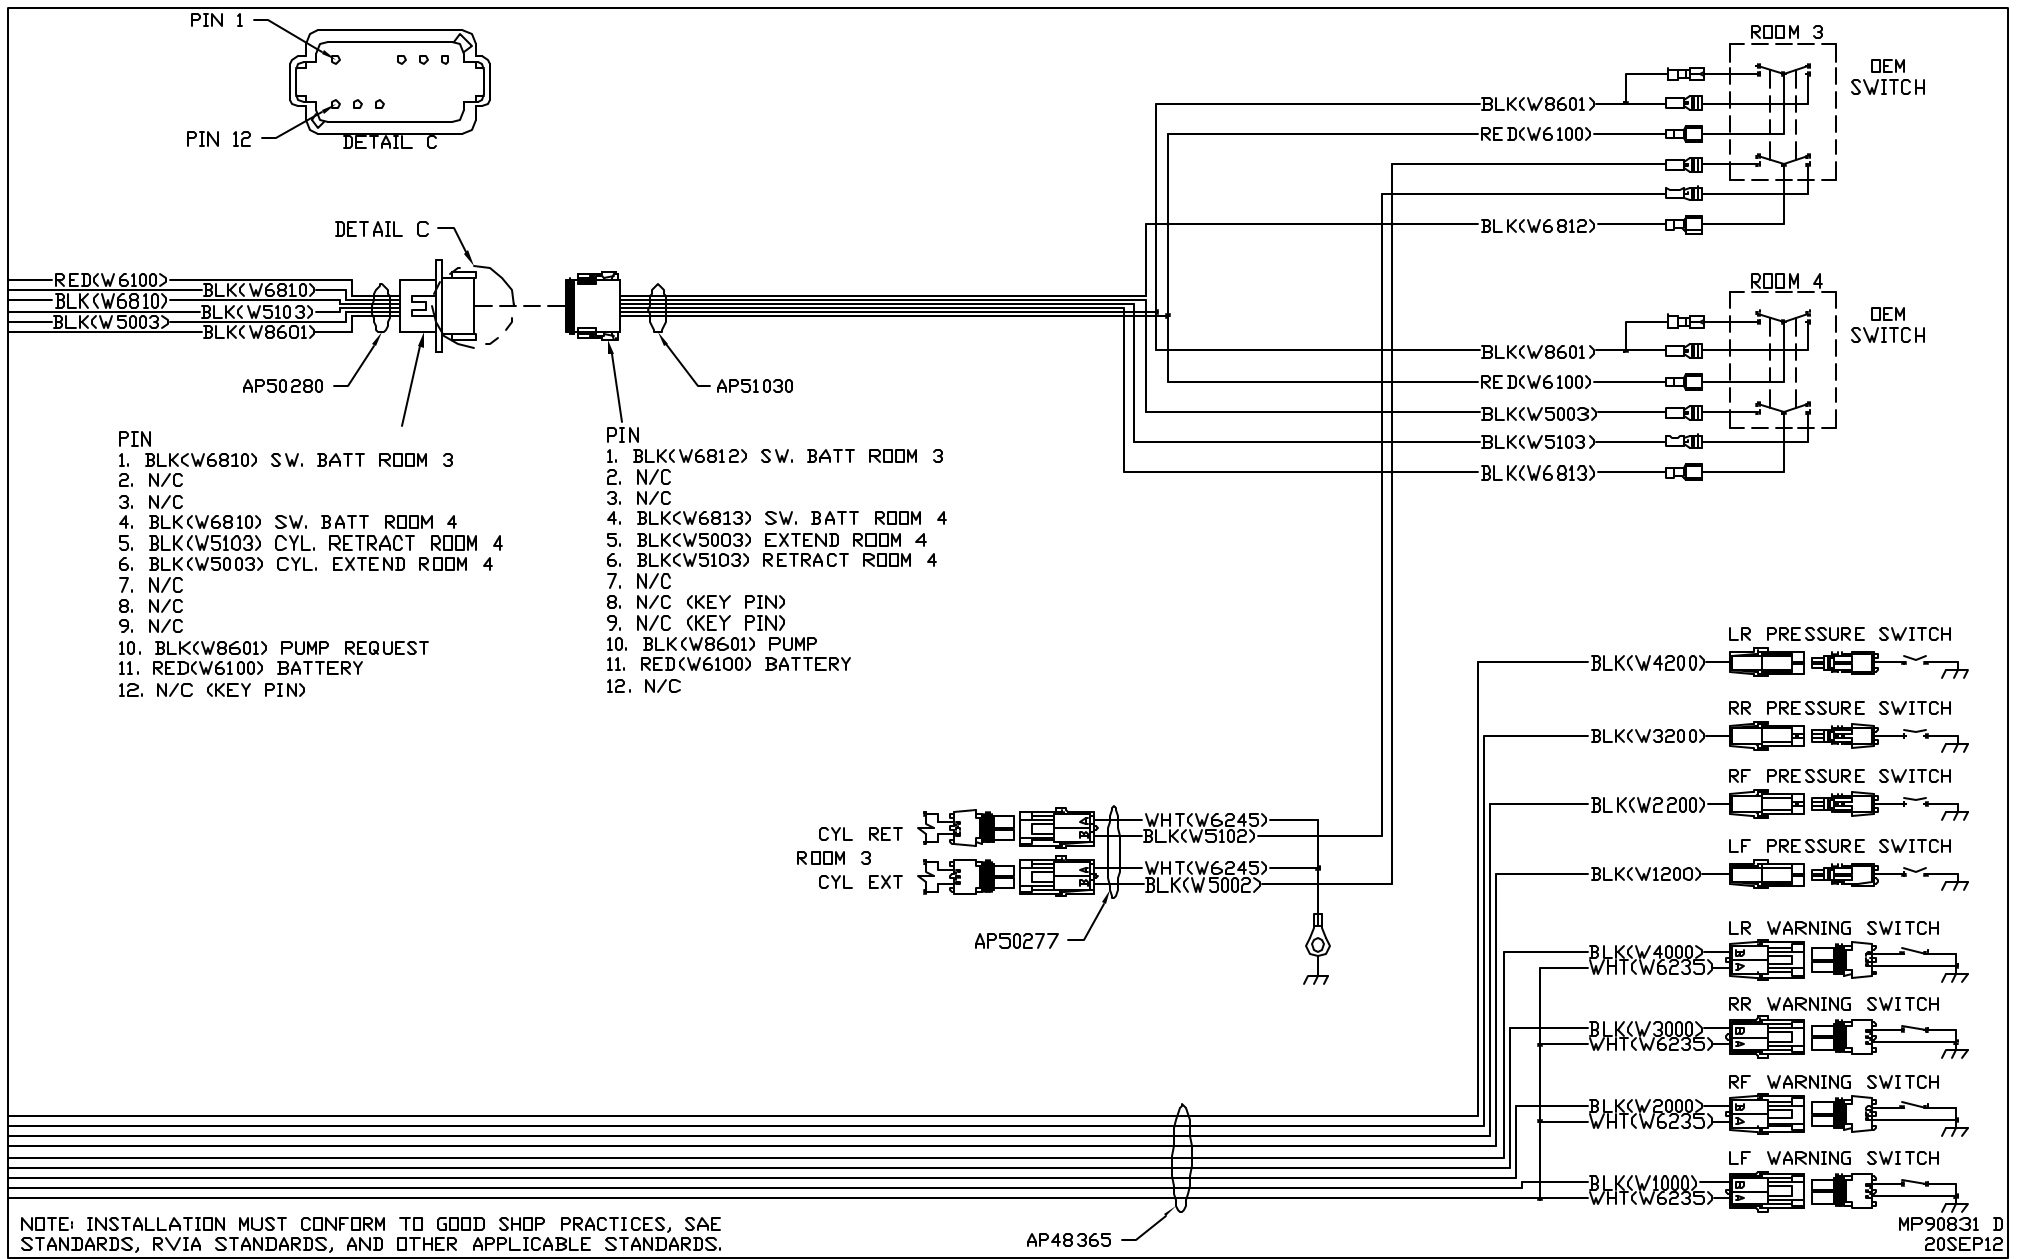 PIN 1
PIN 12
DETAIL C
DETAIL C
RED(W6100)
BLK(W6810)
BLK(W6810)
BLK(W5103)
BLK(W5003)
BLK(W8601)
AP50280
AP51030
PIN
1. BLK(W6810) SW. BATT ROOM 3
2. N/C
3. N/C
4. BLK(W6810) SW. BATT ROOM 4
5. BLK(W5103) CYL. RETRACT ROOM 4
6. BLK(W5003) CYL. EXTEND ROOM 4
7. N/C
8. N/C
9. N/C
10. BLK(W8601) PUMP REQUEST
11. RED(W6100) BATTERY
12. N/C (KEY PIN)
PIN
1. BLK(W6812) SW. BATT ROOM 3
2. N/C
3. N/C
4. BLK(W6813) SW. BATT ROOM 4
5. BLK(W5003) EXTEND ROOM 4
6. BLK(W5103) RETRACT ROOM 4
7. N/C
8. N/C (KEY PIN)
9. N/C (KEY PIN)
10. BLK(W8601) PUMP
11. RED(W6100) BATTERY
12. N/C
ROOM 3
OEM
SWITCH
BLK(W8601)
RED(W6100)
BLK(W6812)
ROOM 4
OEM
SWITCH
BLK(W8601)
RED(W6100)
BLK(W5003)
BLK(W5103)
BLK(W6813)
CYL RET
ROOM 3
CYL EXT
A
B
A
B
WHT(W6245)
BLK(W5102)
WHT(W6245)
BLK(W5002)
AP50277
LR PRESSURE SWITCH
BLK(W4200)
RR PRESSURE SWITCH
BLK(W3200)
RF PRESSURE SWITCH
BLK(W2200)
LF PRESSURE SWITCH
BLK(W1200)
LR WARNING SWITCH
BLK(W4000)
WHT(W6235)
B
A
RR WARNING SWITCH
BLK(W3000)
WHT(W6235)
B
A
RF WARNING SWITCH
BLK(W2000)
WHT(W6235)
B
A
LF WARNING SWITCH
BLK(W1000)
WHT(W6235)
B
A
AP48365
NOTE: INSTALLATION MUST CONFORM TO GOOD SHOP PRACTICES, SAE
STANDARDS, RVIA STANDARDS, AND OTHER APPLICABLE STANDARDS.
MP90831 D
20SEP12